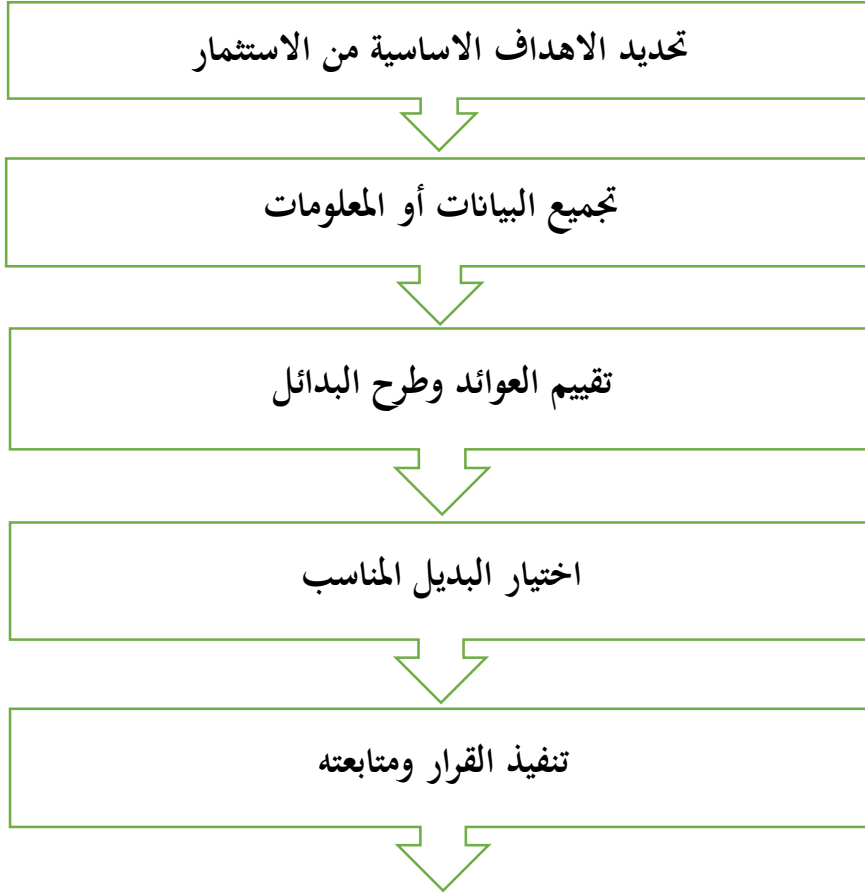 تحديد الاهداف الاساسية من الاستثمار
تجميع البيانات أو المعلومات
تقييم العوائد وطرح البدائل
اختيار البديل المناسب
تنفيذ القرار ومتابعته